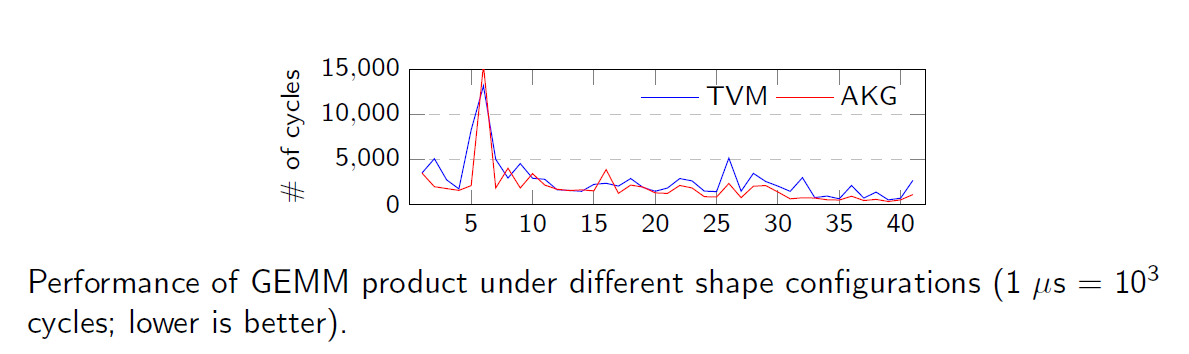 # of cycles
15,000
10,000
5,000
0
TVM AKG
5 10 15 20 25 30 35 40
Performance of GEMM product under different shape configurations (1 μs = 10³
cycles; lower is better).